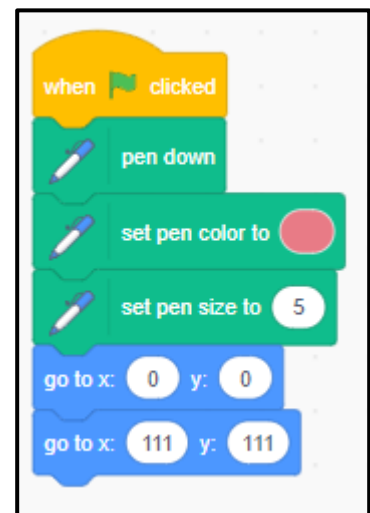 when clicked
pen down
set pen color to
set pen size to 5
go to x: 0 y: 0
go to x: 111 y: 111